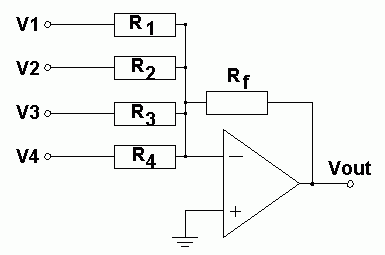 V1 R1
V2 R2
Rf
V3 R3
V4 R4
−
Vout
+